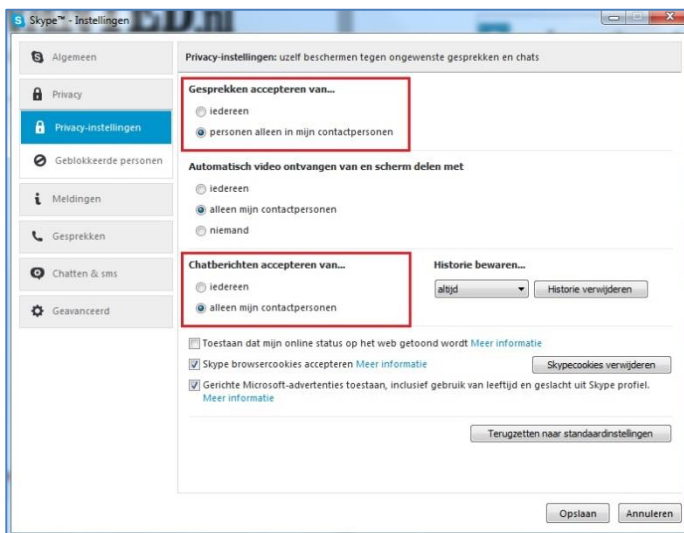 Skype™ - Instellingen
Algemeen
Privacy
Privacy-instellingen
Geblokkeerde personen
Meldingen
Gesprekken
Chatten & sms
Geavanceerd
Privacy-instellingen: uzelf beschermen tegen ongewenste gesprekken en chats
Gesprekken accepteren van...
iedereen
personen alleen in mijn contactpersonen
Automatisch video ontvangen van en scherm delen met
iedereen
alleen mijn contactpersonen
niemand
Chatberichten accepteren van...
iedereen
alleen mijn contactpersonen
Historie bewaren...
altijd
Historie verwijderen
Toestaan dat mijn online status op het web getoond wordt Meer informatie
Skype browsercookies accepteren Meer informatie
Skypecookies verwijderen
Gerichte Microsoft-advertenties toestaan, inclusief gebruik van leeftijd en geslacht uit Skype profiel.
Meer informatie
Terugzetten naar standaardinstellingen
Opslaan
Annuleren